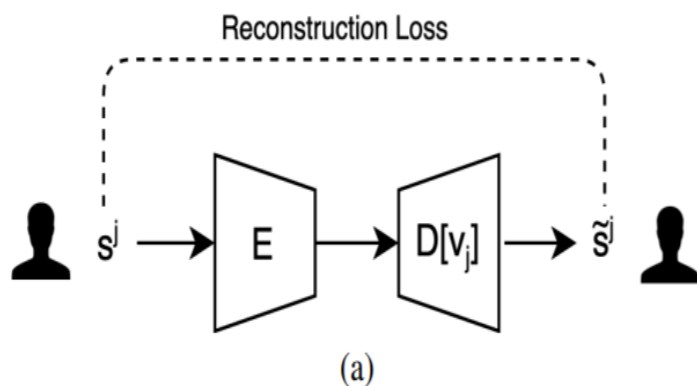 Reconstruction Loss
s^j E D[v_j] s̃^j
(a)